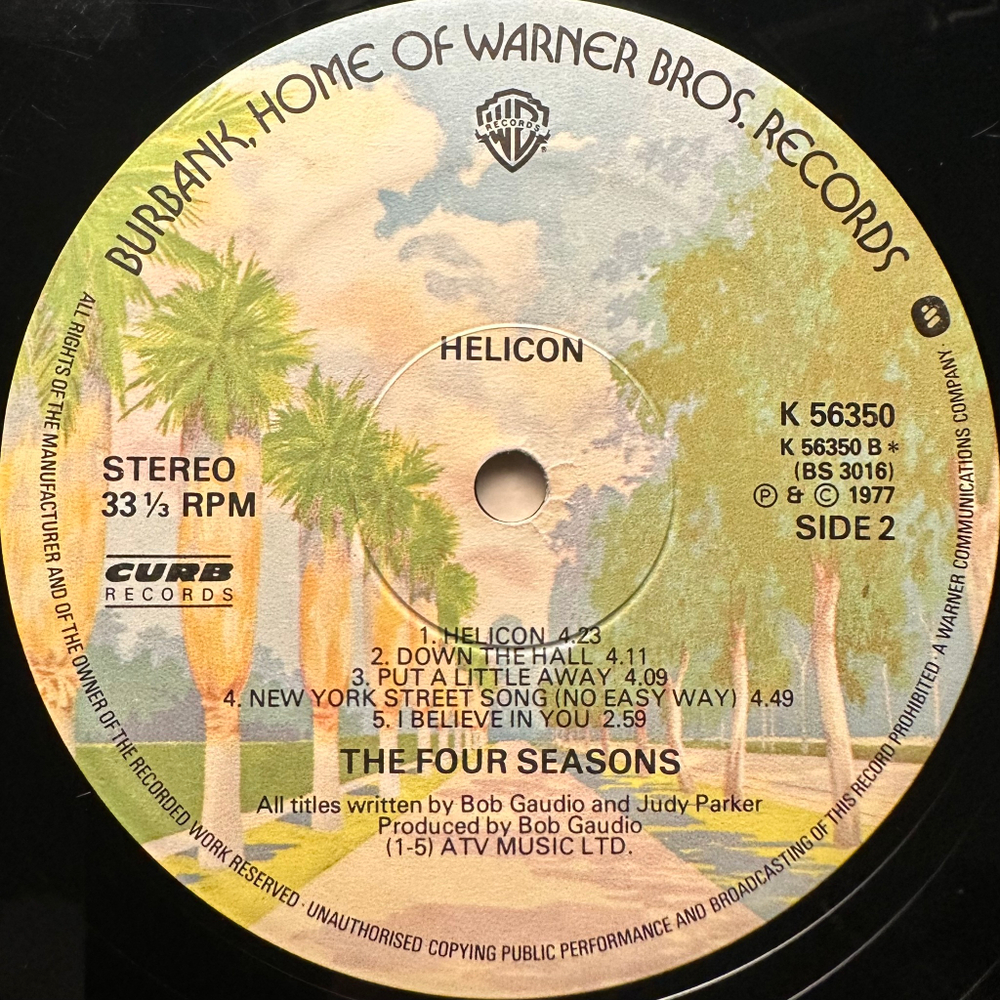 BURBANK, HOME OF WARNER BROS. RECORDS
RECORDS
HELICON
STEREO
33 ⅓ RPM
CURB
RECORDS
K 56350
K 56350 B *
(BS 3016)
Ⓟ & © 1977
SIDE 2
1. HELICON 4.23
2. DOWN THE HALL 4.11
3. PUT A LITTLE AWAY 4.09
4. NEW YORK STREET SONG (NO EASY WAY) 4.49
5. I BELIEVE IN YOU 2.59
THE FOUR SEASONS
All titles written by Bob Gaudio and Judy Parker
Produced by Bob Gaudio
(1-5) ATV MUSIC LTD.
ALL RIGHTS OF THE MANUFACTURER AND OF THE OWNER OF THE RECORDED WORK RESERVED · UNAUTHORISED COPYING PUBLIC PERFORMANCE AND BROADCASTING OF THIS RECORD PROHIBITED · A WARNER COMMUNICATIONS COMPANY.